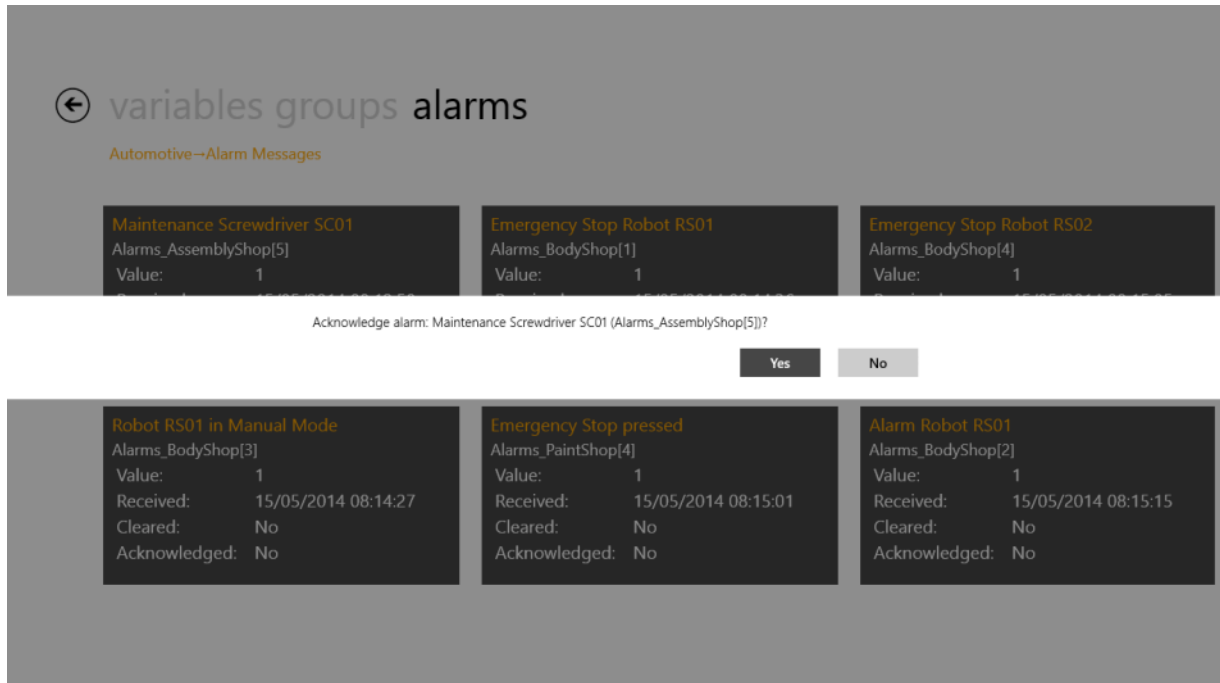 variables groups alarms
Automotive→Alarm Messages
Maintenance Screwdriver SC01
Alarms_AssemblyShop[5]
Value: 1
Emergency Stop Robot RS01
Alarms_BodyShop[1]
Value: 1
Emergency Stop Robot RS02
Alarms_BodyShop[4]
Value: 1
Acknowledge alarm: Maintenance Screwdriver SC01 (Alarms_AssemblyShop[5])?
Yes No
Robot RS01 in Manual Mode
Alarms_BodyShop[3]
Value: 1
Received: 15/05/2014 08:14:27
Cleared: No
Acknowledged: No
Emergency Stop pressed
Alarms_PaintShop[4]
Value: 1
Received: 15/05/2014 08:15:01
Cleared: No
Acknowledged: No
Alarm Robot RS01
Alarms_BodyShop[2]
Value: 1
Received: 15/05/2014 08:15:15
Cleared: No
Acknowledged: No